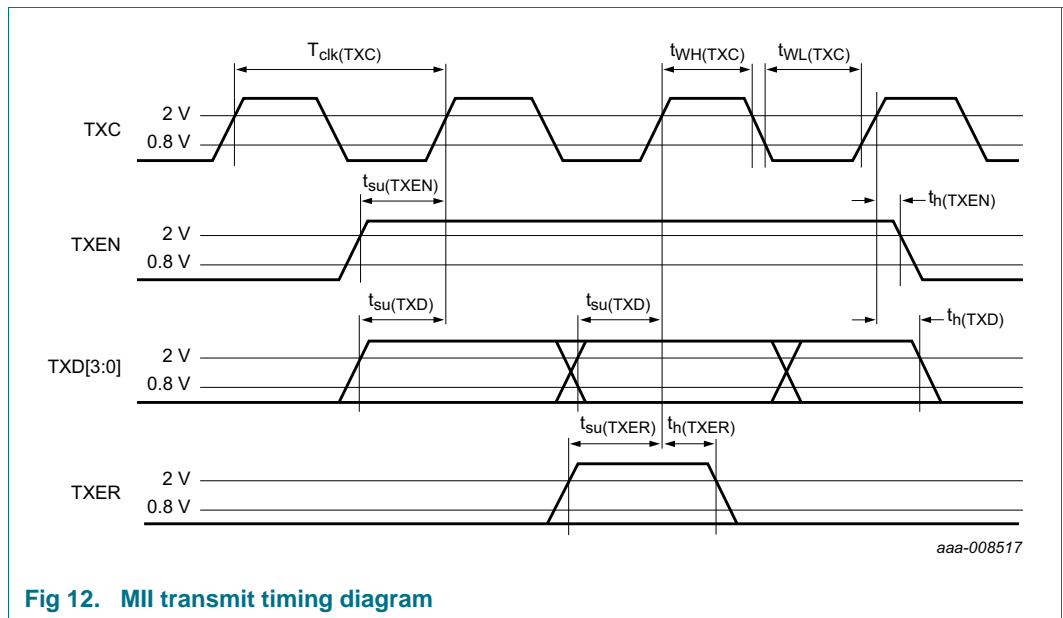 Tclk(TXC)
tWH(TXC)
tWL(TXC)
TXC
2 V
0.8 V
tsu(TXEN)
th(TXEN)
TXEN
2 V
0.8 V
tsu(TXD)
tsu(TXD)
th(TXD)
TXD[3:0]
2 V
0.8 V
tsu(TXER)
th(TXER)
TXER
2 V
0.8 V
aaa-008517
Fig 12. MII transmit timing diagram